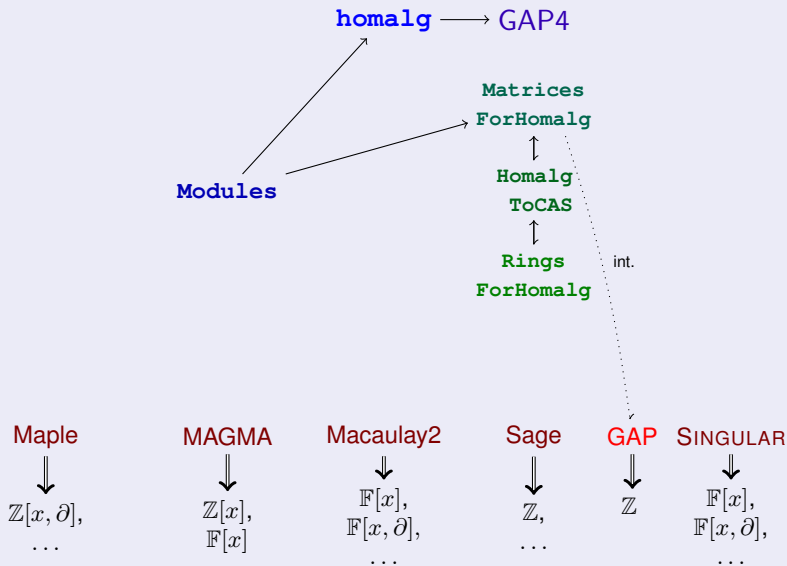 homalg → GAP4
Matrices
ForHomalg
Homalg
ToCAS
Modules
Rings
ForHomalg
int.
Maple MAGMA Macaulay2 Sage GAP SINGULAR
ℤ[x, ∂], ℤ[x], 𝔽[x], ℤ, ℤ 𝔽[x],
... 𝔽[x] 𝔽[x, ∂], ... 𝔽[x, ∂],
... ...